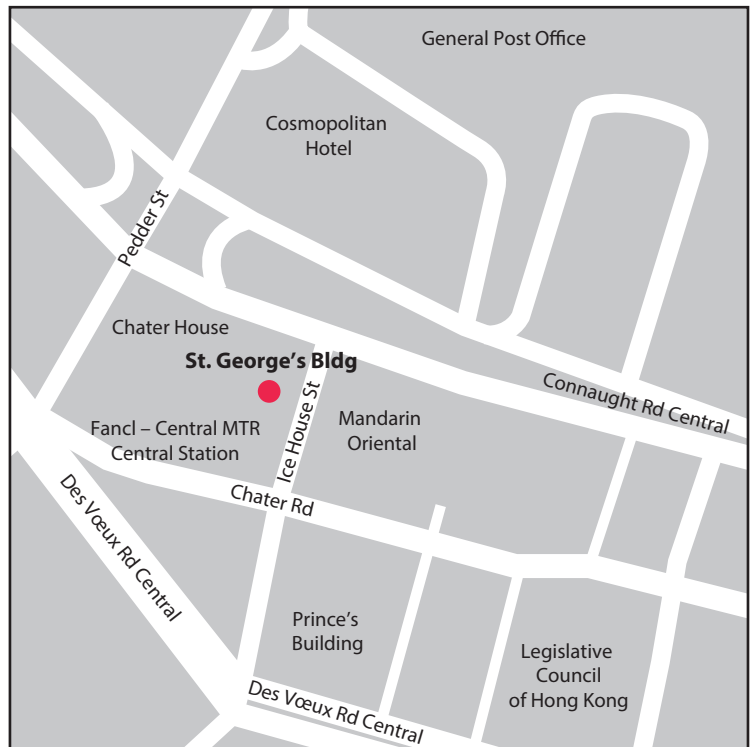 General Post Office
Cosmopolitan
Hotel
Pedder St
Chater House
St. George's Bldg
Connaught Rd Central
Ice House St
Mandarin
Oriental
Fancl – Central MTR
Central Station
Chater Rd
Des Vœux Rd Central
Prince's
Building
Legislative
Council
of Hong Kong
Des Vœux Rd Central